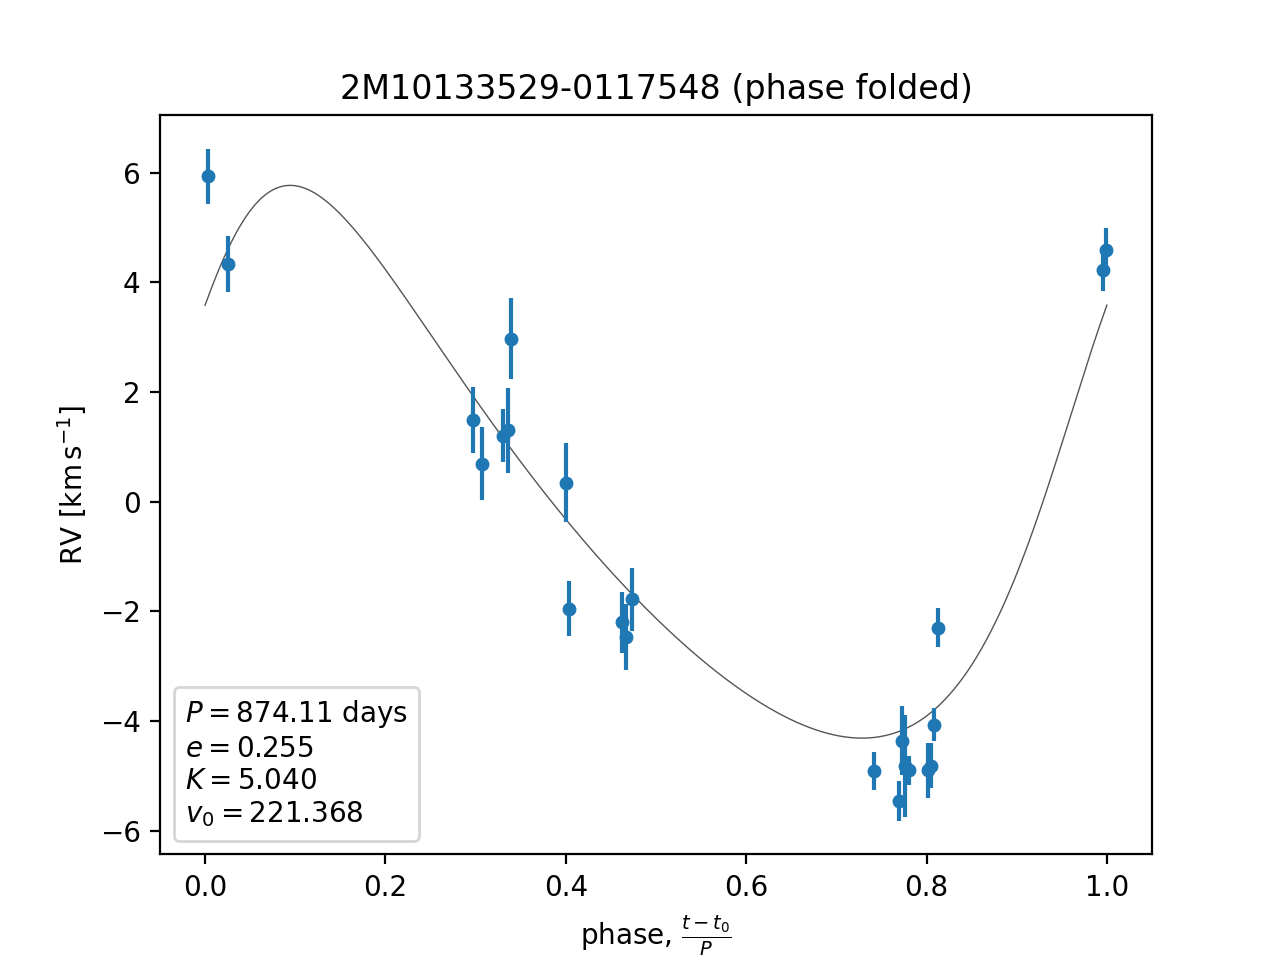 2M10133529-0117548 (phase folded)
RV [km s⁻¹]
6
4
2
0
−2
−4
−6
P = 874.11 days
e = 0.255
K = 5.040
v₀ = 221.368
0.0 0.2 0.4 0.6 0.8 1.0
phase, (t − t₀)/P